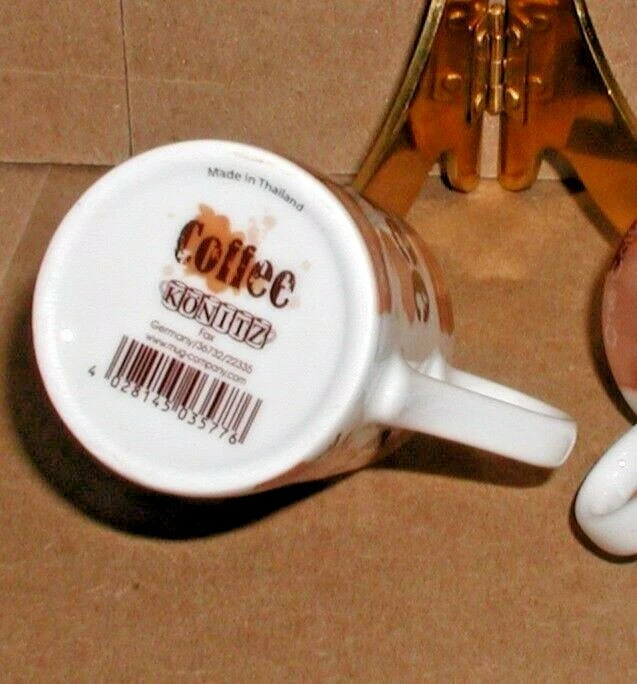 Made in Thailand
Coffee
KÖNITZ
Fax
Germany/36732/22335
www.mug-company.com
4 028145 035776